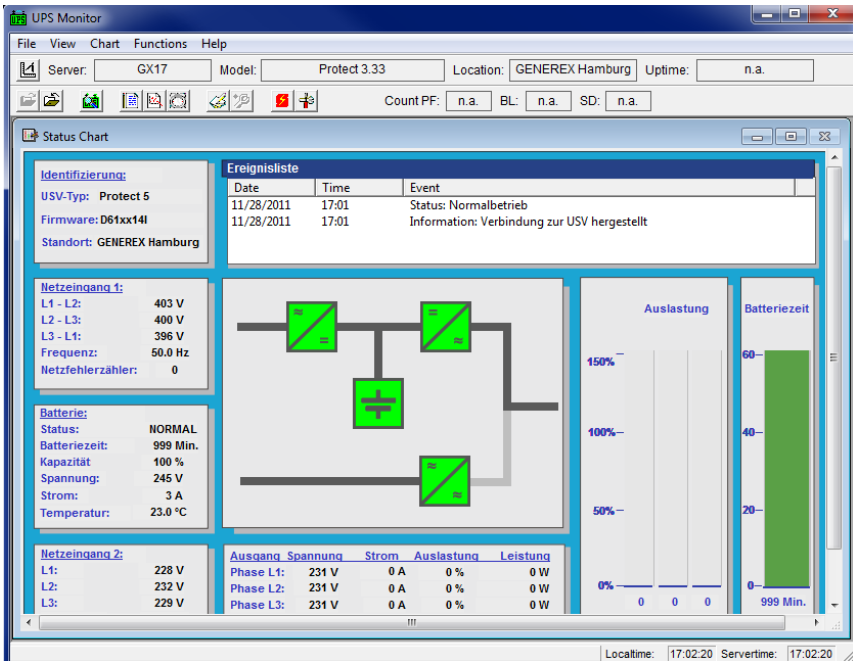 UPS Monitor
File View Chart Functions Help
Server: GX17 Model: Protect 3.33 Location: GENEREX Hamburg Uptime: n.a.
Count PF: n.a. BL: n.a. SD: n.a.
Status Chart
Identifizierung:
USV-Typ: Protect 5
Firmware: D61xx14l
Standort: GENEREX Hamburg
Ereignisliste
Date Time Event
11/28/2011 17:01 Status: Normalbetrieb
11/28/2011 17:01 Information: Verbindung zur USV hergestellt
Netzeingang 1:
L1 - L2: 403 V
L2 - L3: 400 V
L3 - L1: 396 V
Frequenz: 50.0 Hz
Netzfehlerzähler: 0
Batterie:
Status: NORMAL
Batteriezeit: 999 Min.
Kapazität 100 %
Spannung: 245 V
Strom: 3 A
Temperatur: 23.0 °C
Netzeingang 2:
L1: 228 V
L2: 232 V
L3: 229 V
Ausgang Spannung Strom Auslastung Leistung
Phase L1: 231 V 0 A 0 % 0 W
Phase L2: 231 V 0 A 0 % 0 W
Phase L3: 231 V 0 A 0 % 0 W
Auslastung
150%
100%
50%
0%
0 0 0
Batteriezeit
60
40
20
0
999 Min.
Localtime: 17:02:20 Servertime: 17:02:20